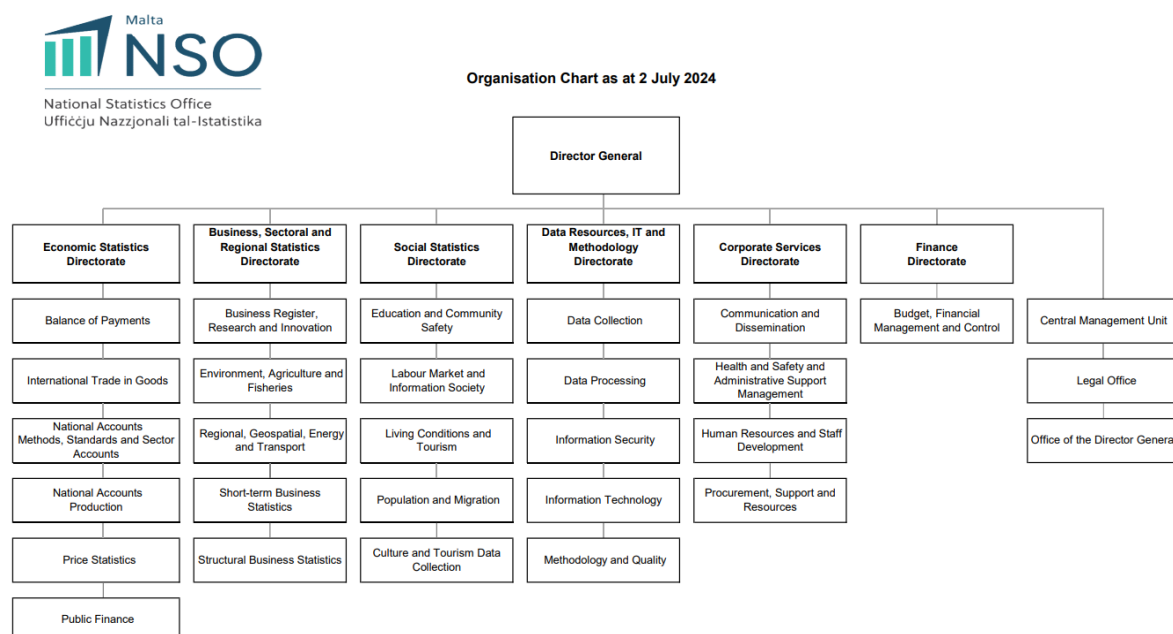 Malta
NSO
National Statistics Office
Uffiċċju Nazzjonali tal-Istatistika
Organisation Chart as at 2 July 2024
Director General
Economic Statistics
Directorate
Balance of Payments
International Trade in Goods
National Accounts
Methods, Standards and Sector
Accounts
National Accounts
Production
Price Statistics
Public Finance
Business, Sectoral and
Regional Statistics
Directorate
Business Register,
Research and Innovation
Environment, Agriculture and
Fisheries
Regional, Geospatial, Energy
and Transport
Short-term Business
Statistics
Structural Business Statistics
Social Statistics
Directorate
Education and Community
Safety
Labour Market and
Information Society
Living Conditions and
Tourism
Population and Migration
Culture and Tourism Data
Collection
Data Resources, IT and
Methodology
Directorate
Data Collection
Data Processing
Information Security
Information Technology
Methodology and Quality
Corporate Services
Directorate
Communication and
Dissemination
Health and Safety and
Administrative Support
Management
Human Resources and Staff
Development
Procurement, Support and
Resources
Finance
Directorate
Budget, Financial
Management and Control
Central Management Unit
Legal Office
Office of the Director General